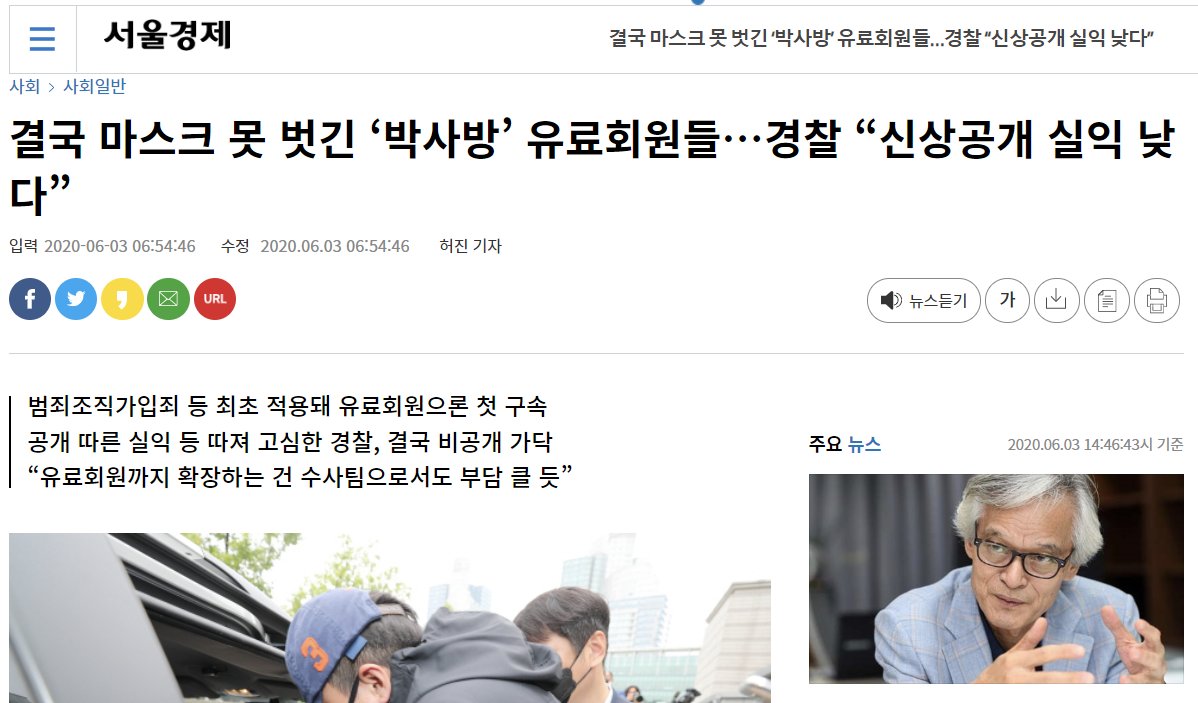 서울경제
결국 마스크 못 벗긴 ‘박사방’ 유료회원들…경찰 “신상공개 실익 낮다”
사회 > 사회일반
결국 마스크 못 벗긴 ‘박사방’ 유료회원들…경찰 “신상공개 실익 낮
다”
입력 2020-06-03 06:54:46 수정 2020.06.03 06:54:46 허진 기자
URL
뉴스듣기
가
범죄조직가입죄 등 최초 적용돼 유료회원으론 첫 구속
공개 따른 실익 등 따져 고심한 경찰, 결국 비공개 가닥
“유료회원까지 확장하는 건 수사팀으로서도 부담 클 듯”
주요 뉴스 2020.06.03 14:46:43시 기준
3